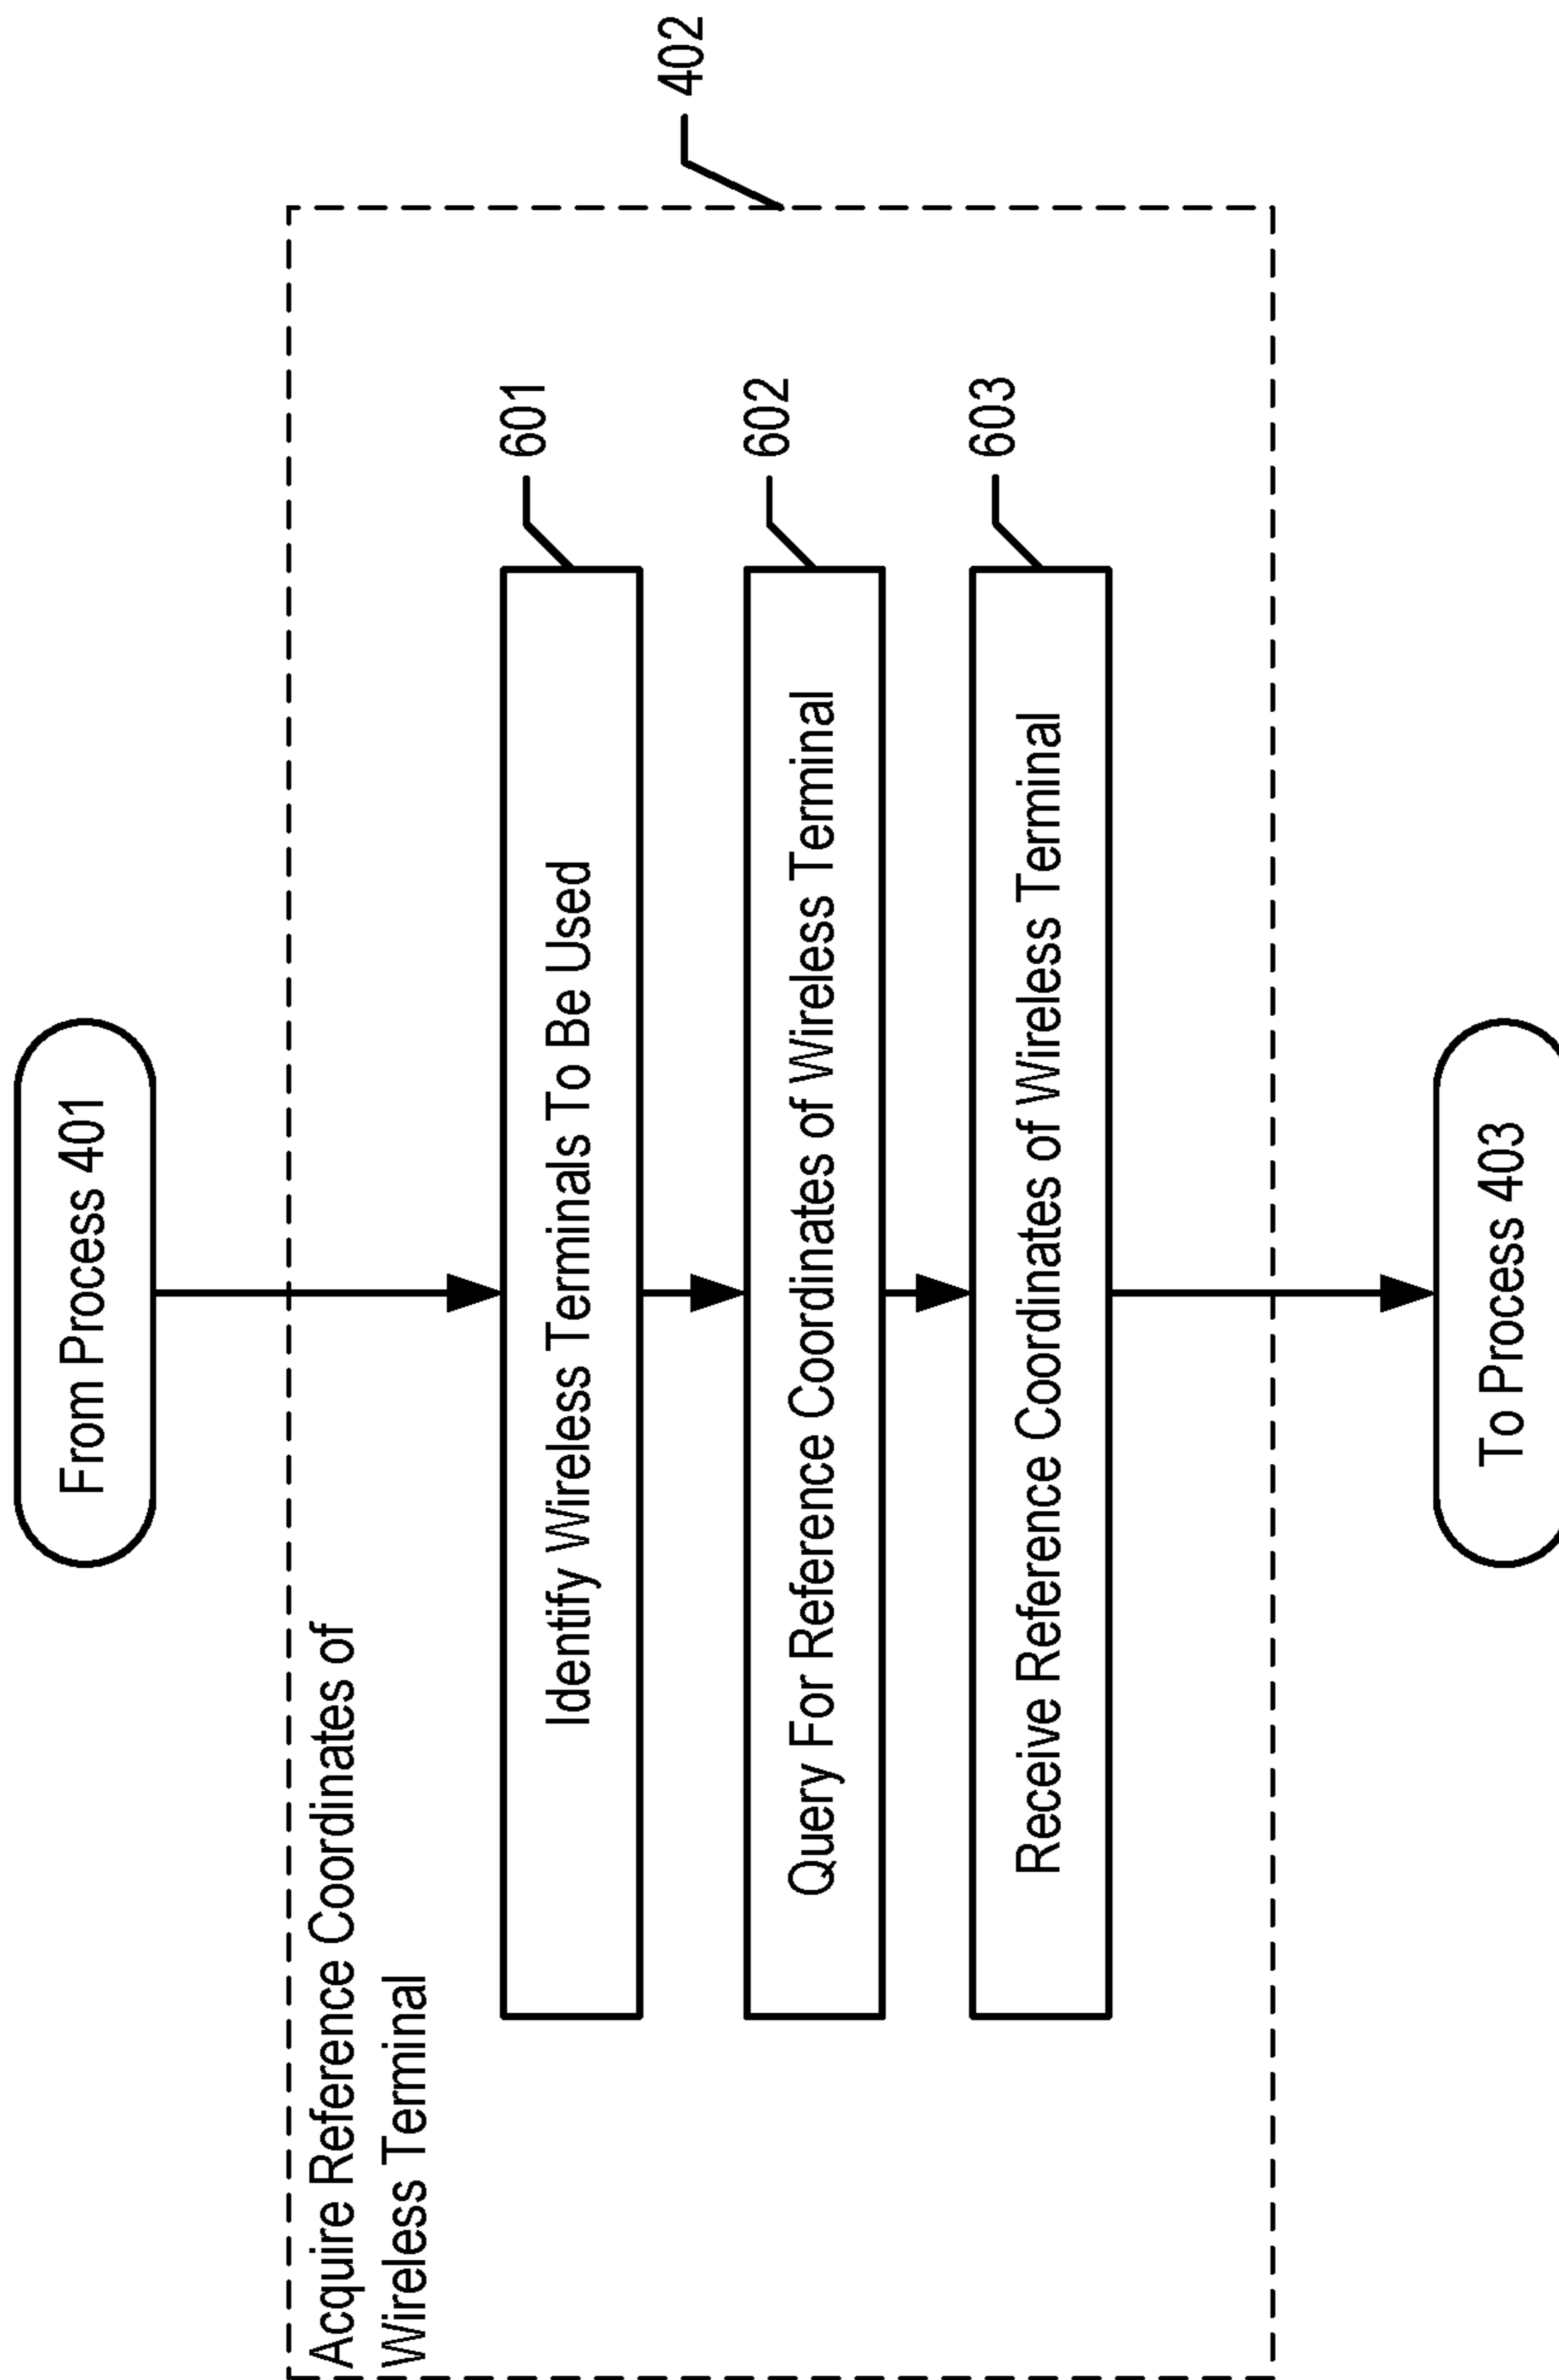 From Process 401
Acquire Reference Coordinates of
Wireless Terminal
402
Identify Wireless Terminals To Be Used
601
Query For Reference Coordinates of Wireless Terminal
602
Receive Reference Coordinates of Wireless Terminal
603
To Process 403